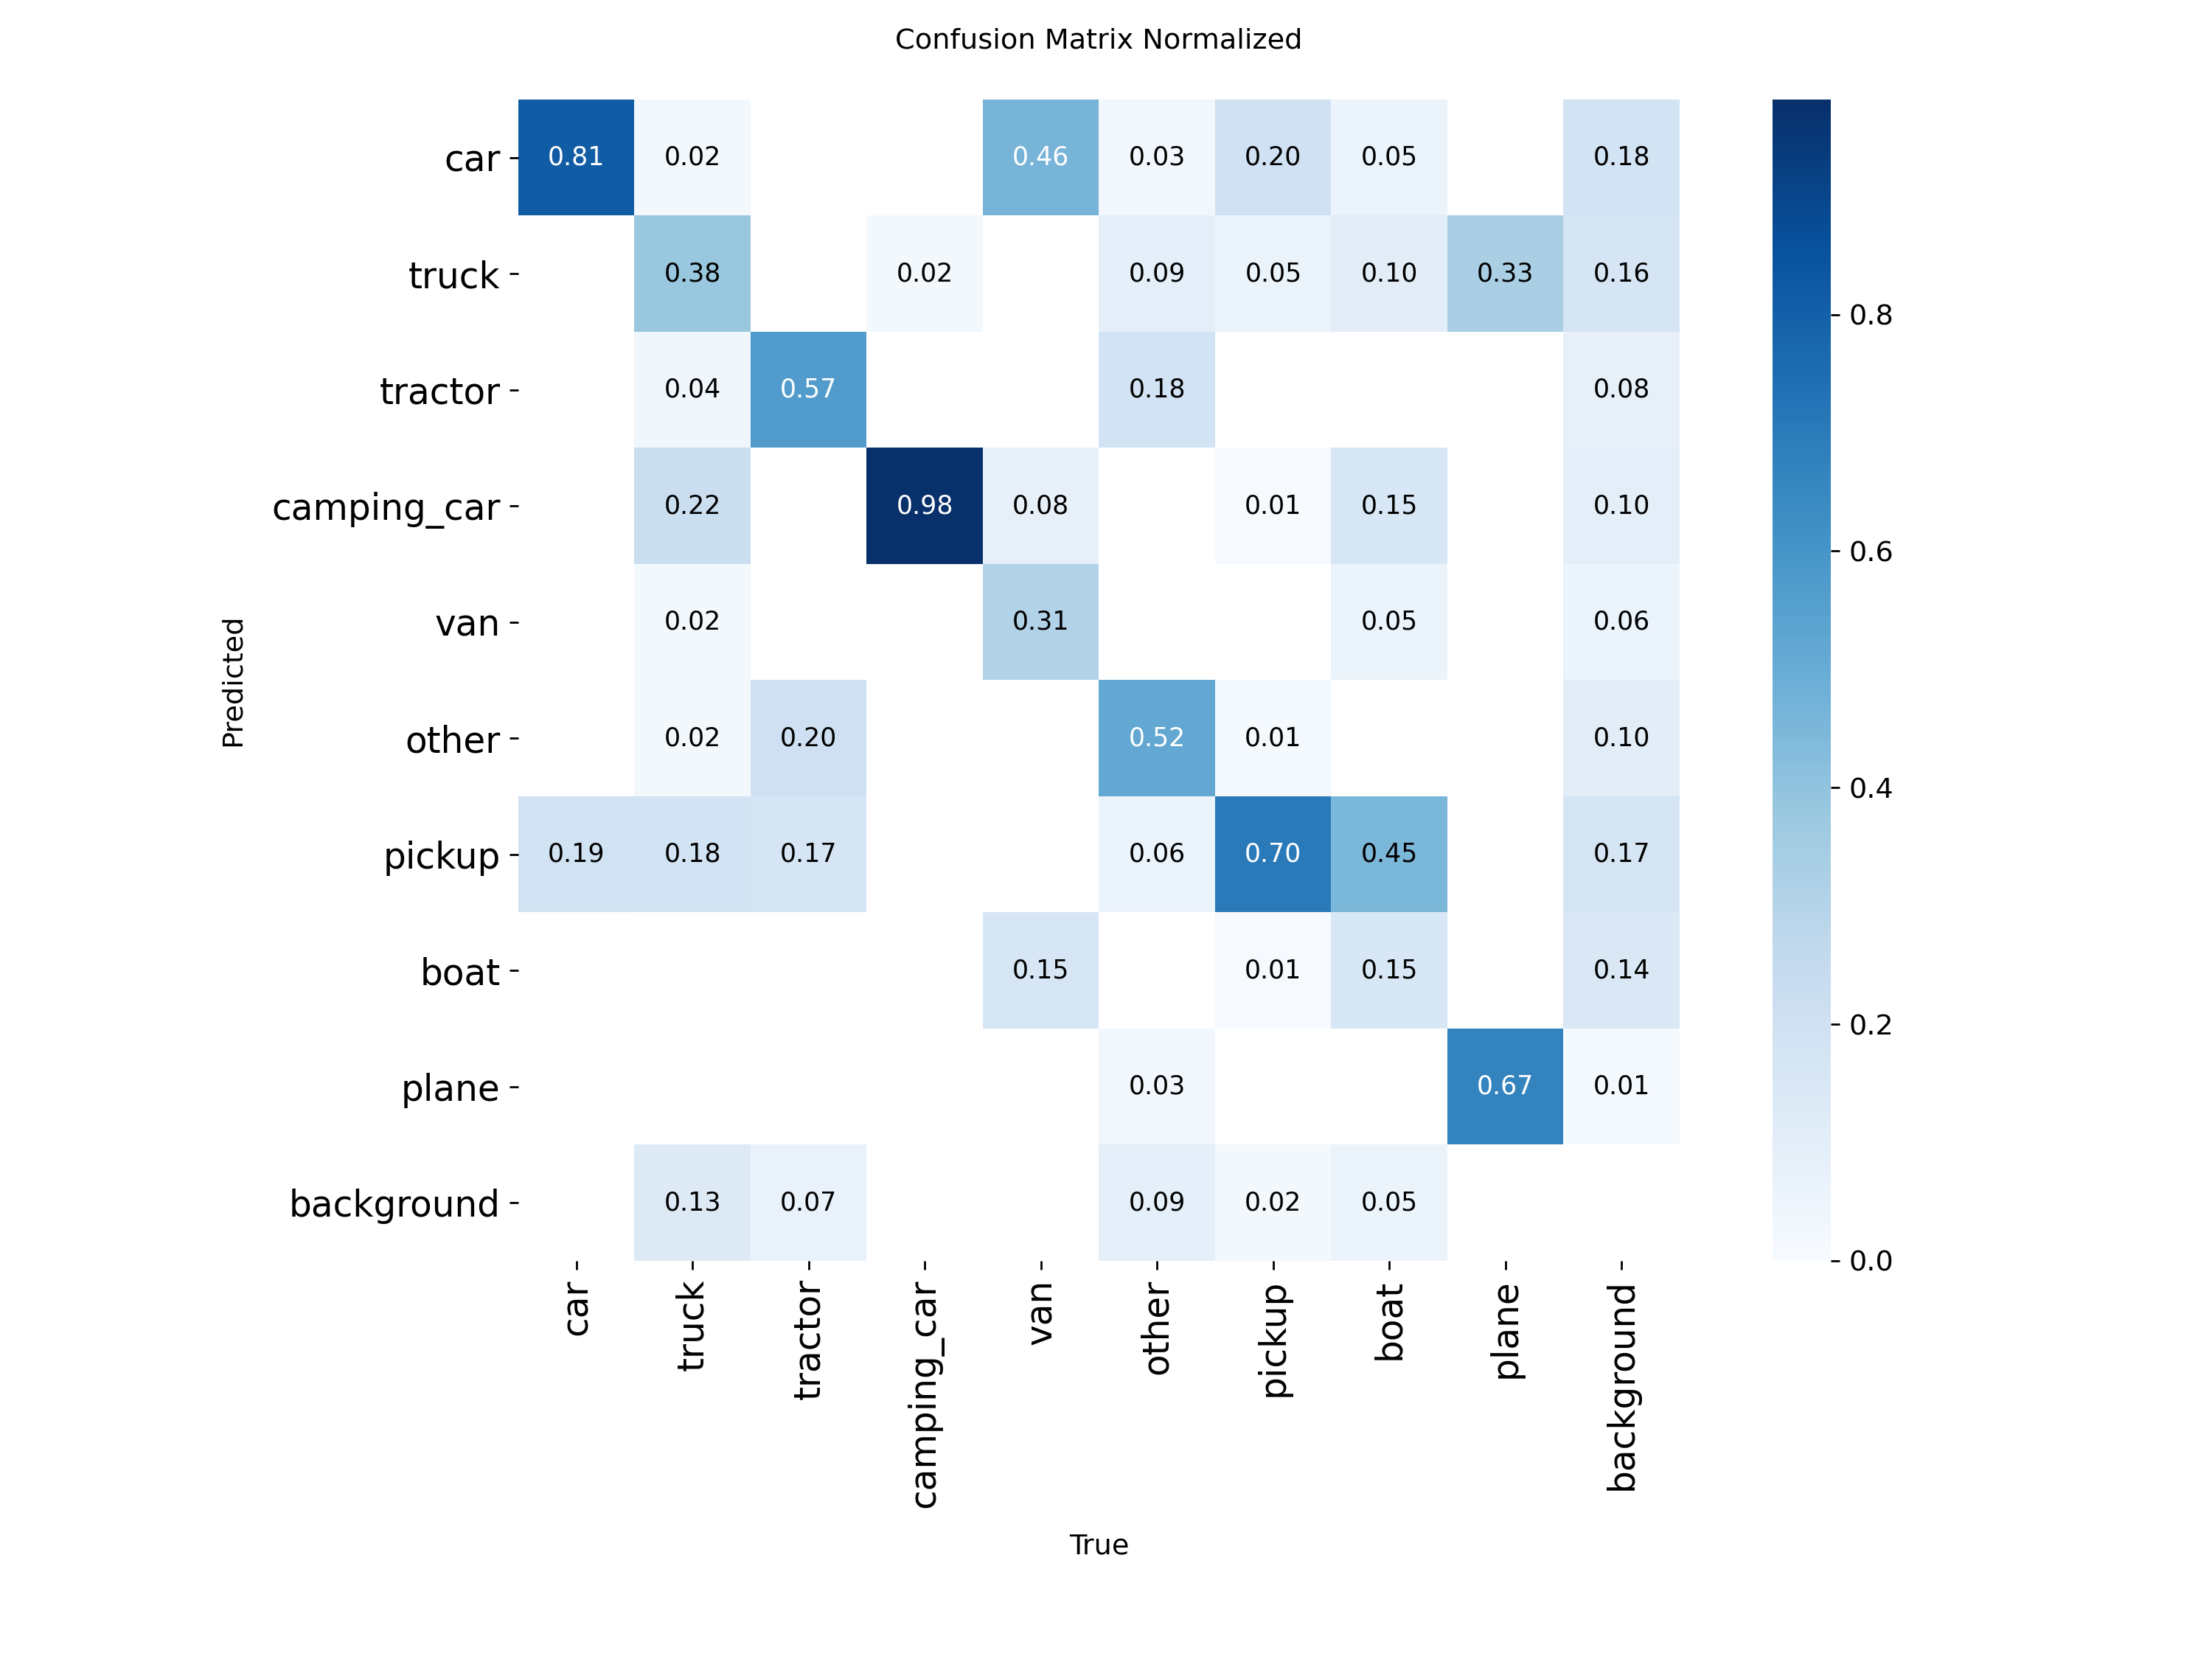 Confusion Matrix Normalized
car 0.81 0.02 0.46 0.03 0.20 0.05 0.18
truck 0.38 0.02 0.09 0.05 0.10 0.33 0.16
0.8
tractor 0.04 0.57 0.18 0.08
camping_car 0.22 0.98 0.08 0.01 0.15 0.10
0.6
van 0.02 0.31 0.05 0.06
Predicted
other 0.02 0.20 0.52 0.01 0.10
0.4
pickup 0.19 0.18 0.17 0.06 0.70 0.45 0.17
boat 0.15 0.01 0.15 0.14
0.2
plane 0.03 0.67 0.01
background 0.13 0.07 0.09 0.02 0.05
0.0
car truck tractor camping_car van other pickup boat plane background
True